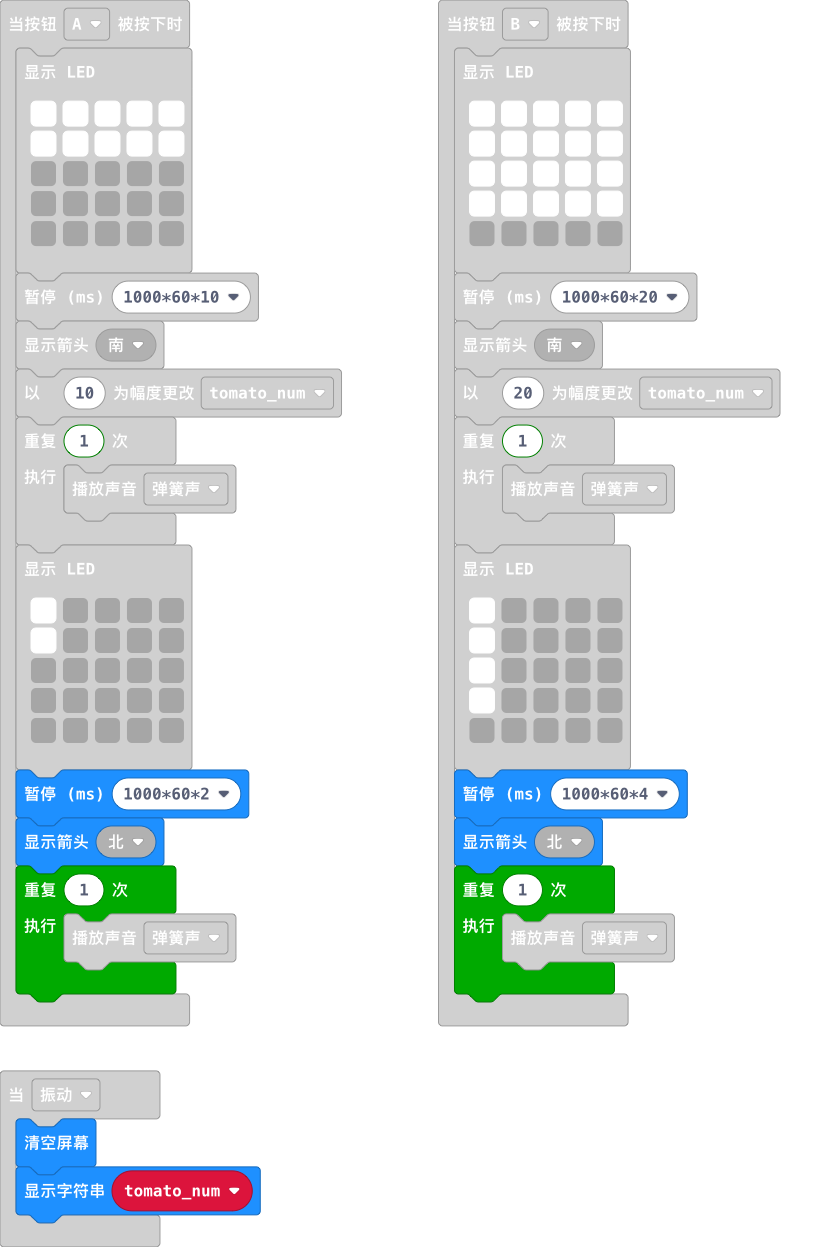 当按钮 A 被按下时
显示 LED
暂停 (ms) 1000*60*10
显示箭头 南
以 10 为幅度更改 tomato_num
重复 1 次
执行 播放声音 弹簧声
显示 LED
暂停 (ms) 1000*60*2
显示箭头 北
重复 1 次
执行 播放声音 弹簧声
当按钮 B 被按下时
显示 LED
暂停 (ms) 1000*60*20
显示箭头 南
以 20 为幅度更改 tomato_num
重复 1 次
执行 播放声音 弹簧声
显示 LED
暂停 (ms) 1000*60*4
显示箭头 北
重复 1 次
执行 播放声音 弹簧声
当 振动
清空屏幕
显示字符串 tomato_num